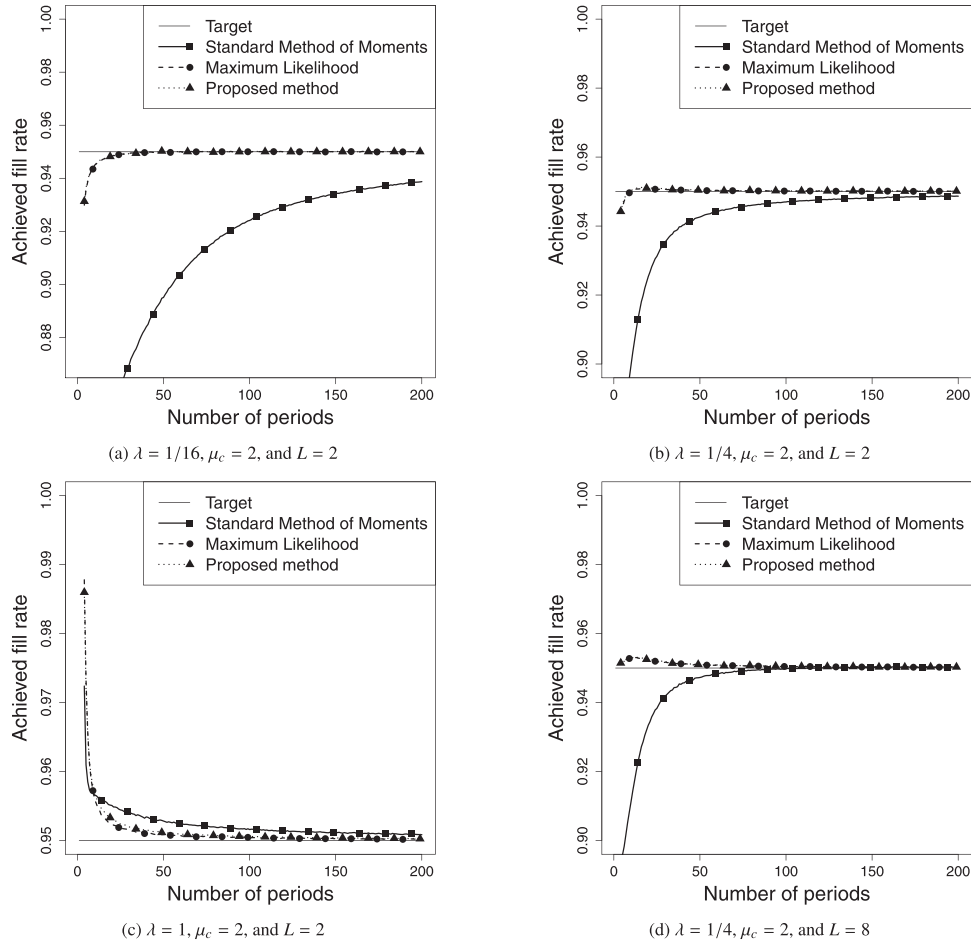 Target
Standard Method of Moments
Maximum Likelihood
Proposed method
Achieved fill rate
1.00
0.98
0.96
0.94
0.92
0.90
0.88
0 50 100 150 200
Number of periods
(a) λ = 1/16, μc = 2, and L = 2
Target
Standard Method of Moments
Maximum Likelihood
Proposed method
Achieved fill rate
1.00
0.98
0.96
0.94
0.92
0.90
0 50 100 150 200
Number of periods
(b) λ = 1/4, μc = 2, and L = 2
Target
Standard Method of Moments
Maximum Likelihood
Proposed method
Achieved fill rate
1.00
0.99
0.98
0.97
0.96
0.95
0 50 100 150 200
Number of periods
(c) λ = 1, μc = 2, and L = 2
Target
Standard Method of Moments
Maximum Likelihood
Proposed method
Achieved fill rate
1.00
0.98
0.96
0.94
0.92
0.90
0 50 100 150 200
Number of periods
(d) λ = 1/4, μc = 2, and L = 8